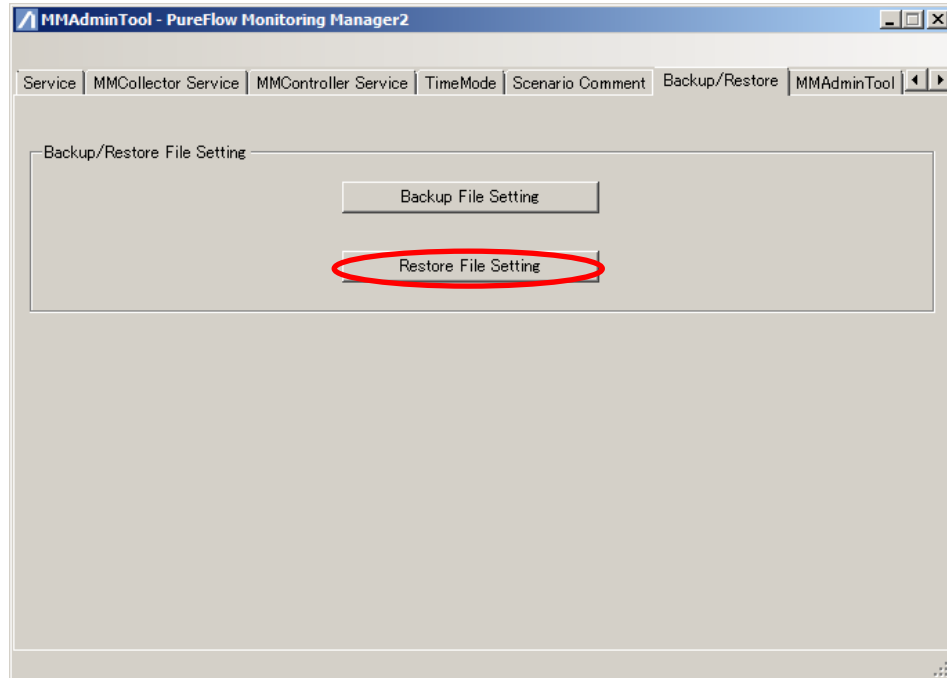 MMAdminTool - PureFlow Monitoring Manager2
Service MMCollector Service MMController Service TimeMode Scenario Comment Backup/Restore MMAdminTool
Backup/Restore File Setting
Backup File Setting
Restore File Setting